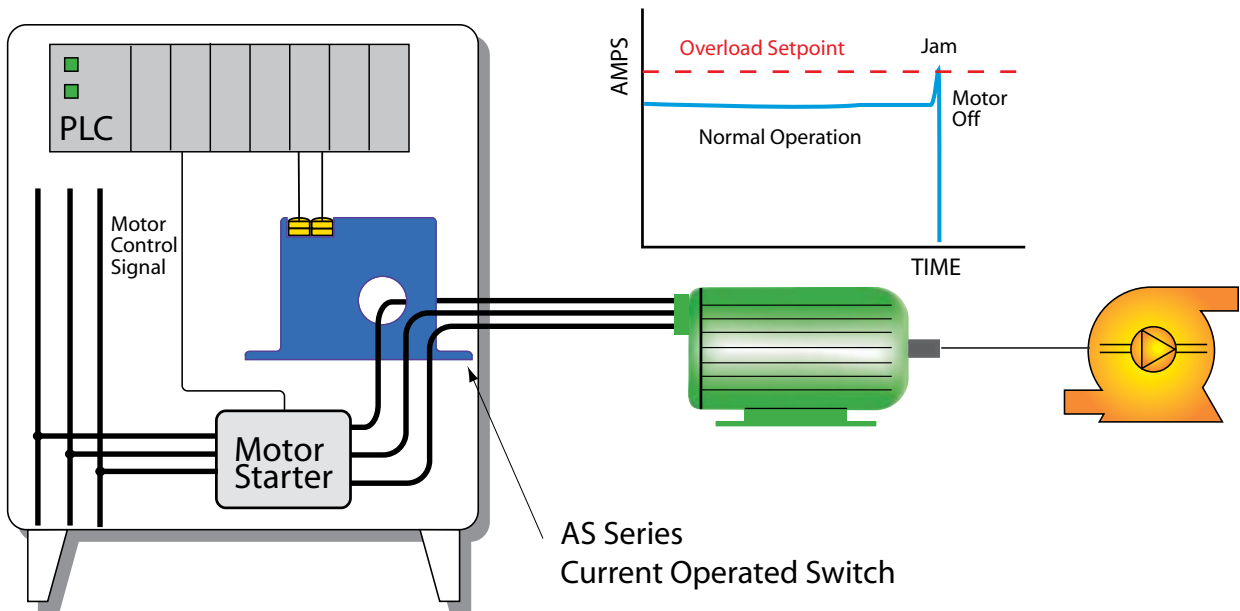 PLC
Motor
Control
Signal
Motor
Starter
AMPS
Overload Setpoint
Jam
Motor
Off
Normal Operation
TIME
AS Series
Current Operated Switch